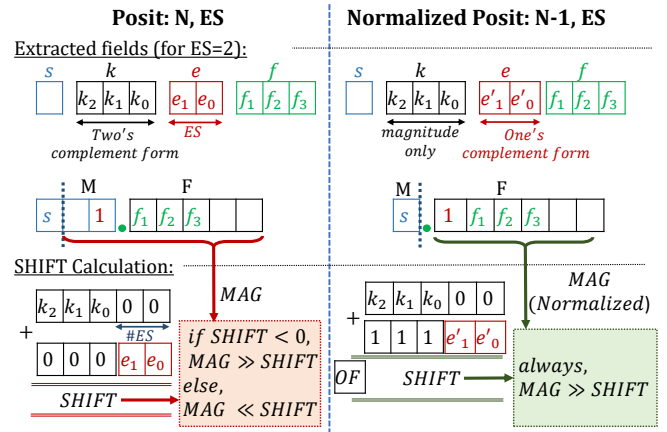 Posit: N, ES
Extracted fields (for ES=2):
s k e f
k₂ k₁ k₀ e₁ e₀ f₁ f₂ f₃
Two's complement form
ES
M F
s 1 . f₁ f₂ f₃
SHIFT Calculation:
MAG
k₂ k₁ k₀ 0 0
+ #ES
0 0 0 e₁ e₀
SHIFT
if SHIFT < 0,
MAG ≫ SHIFT
else,
MAG ≪ SHIFT
Normalized Posit: N-1, ES
s k e f
k₂ k₁ k₀ e'₁ e'₀ f₁ f₂ f₃
magnitude only
One's complement form
M F
s . 1 f₁ f₂ f₃
MAG
(Normalized)
k₂ k₁ k₀ 0 0
+
1 1 1 e'₁ e'₀
OF SHIFT
always,
MAG ≫ SHIFT